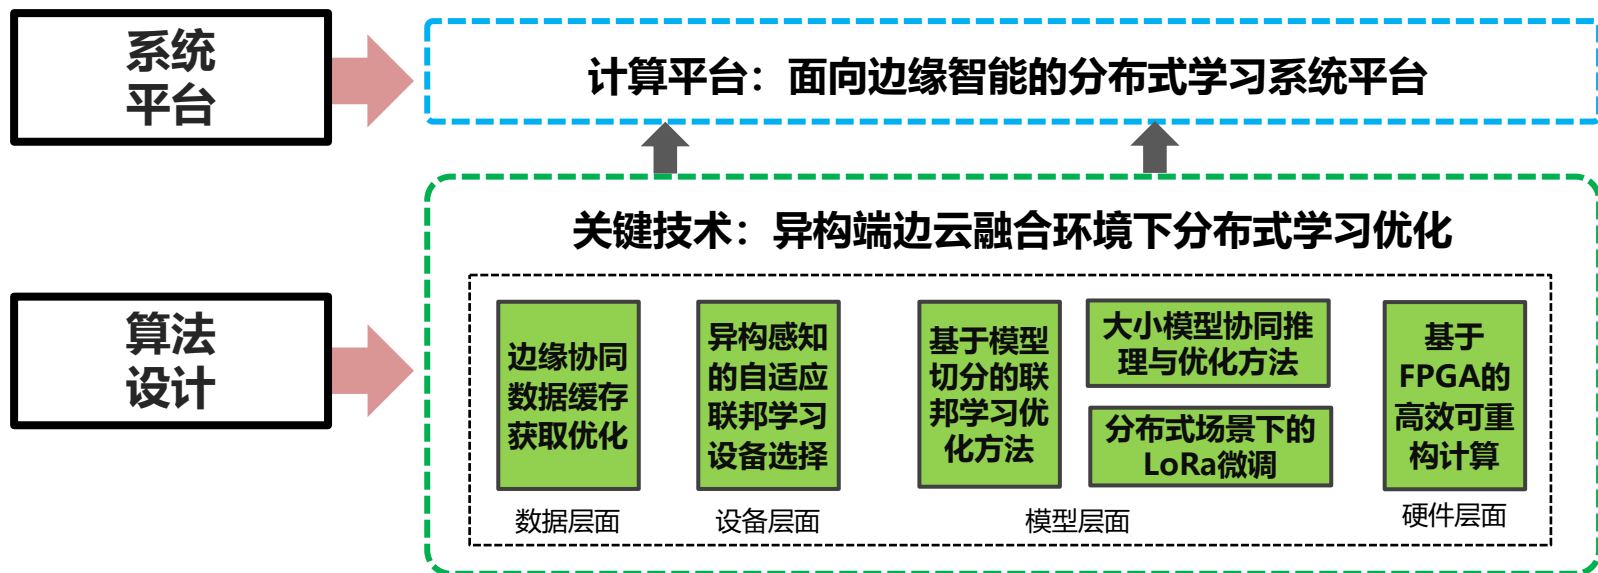 系统
平台
计算平台：面向边缘智能的分布式学习系统平台
关键技术：异构端边云融合环境下分布式学习优化
算法
设计
边缘协同
数据缓存
获取优化
数据层面
异构感知
的自适应
联邦学习
设备选择
设备层面
基于模型
切分的联
邦学习优
化方法
大小模型协同推
理与优化方法
分布式场景下的
LoRa微调
模型层面
基于
FPGA的
高效可重
构计算
硬件层面